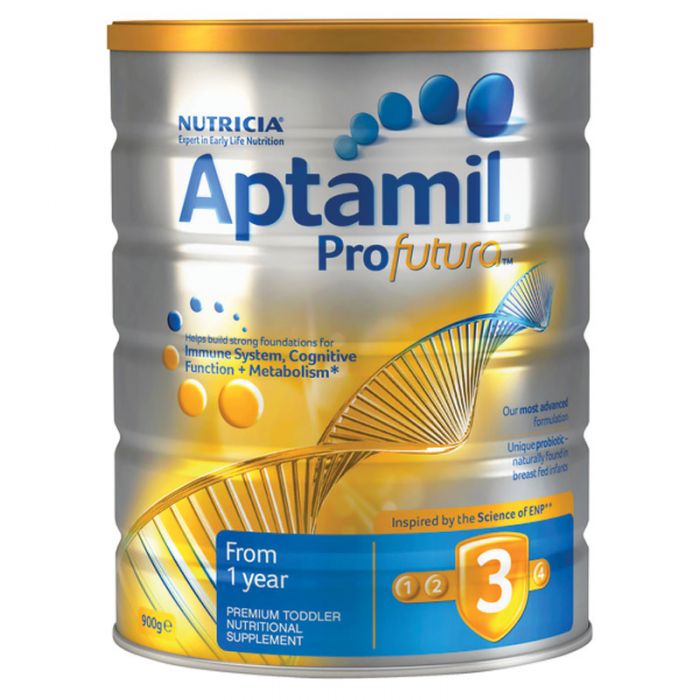 NUTRICIA®
Expert in Early Life Nutrition
Aptamil®
Profutura™
Helps build strong foundations for
Immune System, Cognitive
Function + Metabolism*
Our most advanced
formulation
Unique probiotic -
naturally found in
breast fed infants
Inspired by the Science of ENP**
From
1 year
PREMIUM TODDLER
NUTRITIONAL
SUPPLEMENT
1 2 3 4
900g℮